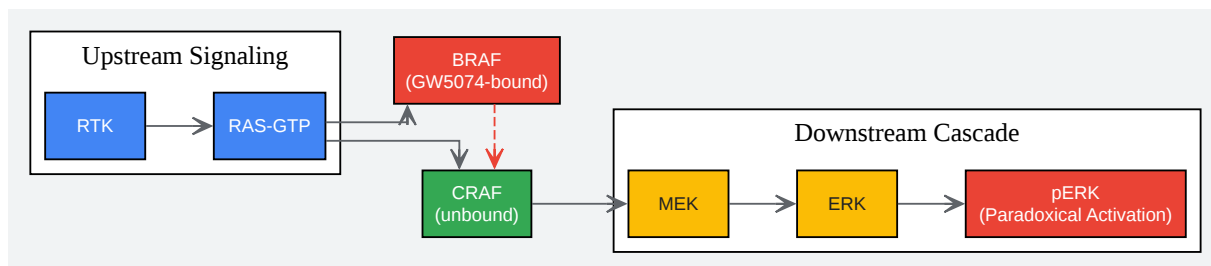 Upstream Signaling
RTK
RAS-GTP
BRAF
(GW5074-bound)
CRAF
(unbound)
Downstream Cascade
MEK
ERK
pERK
(Paradoxical Activation)